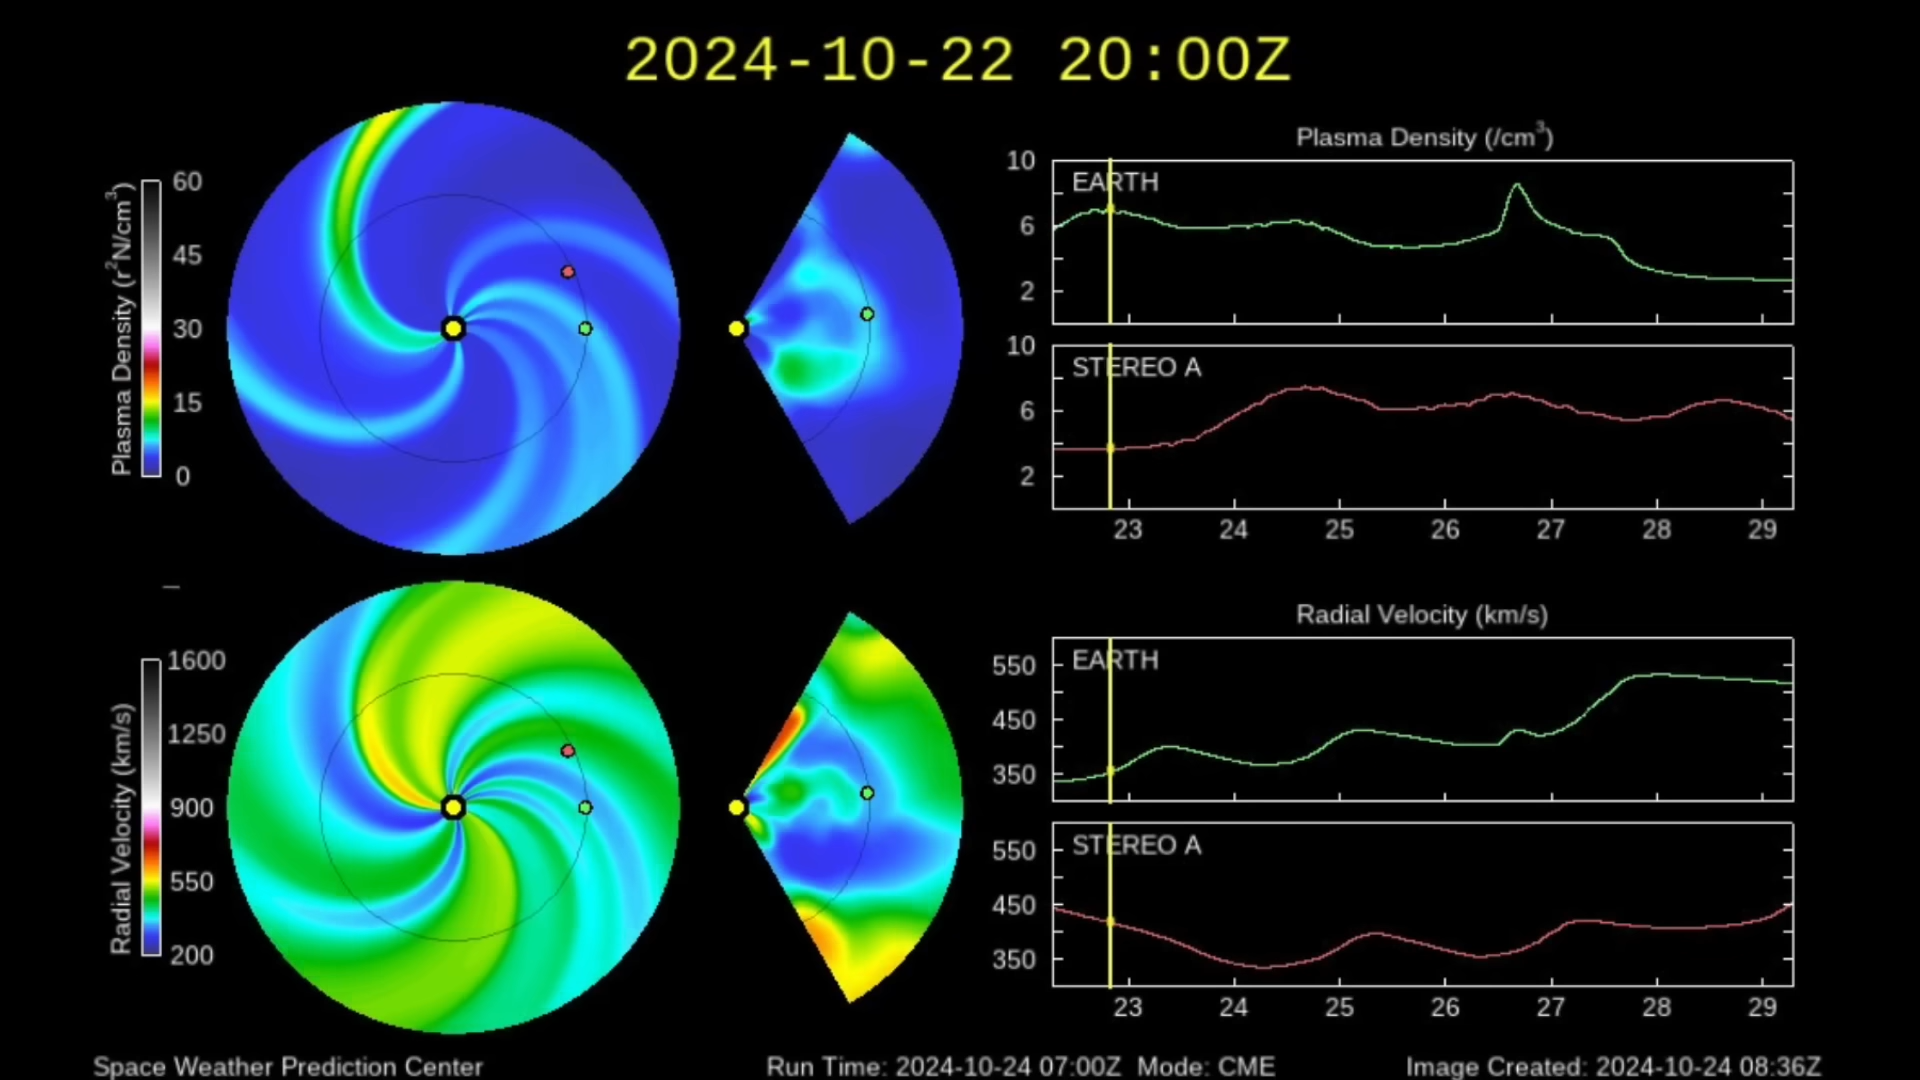 2024-10-22 20:00Z
Plasma Density (r²N/cm³)
60
45
30
15
0
Plasma Density (/cm³)
EARTH
10
6
2
STEREO A
10
6
2
23 24 25 26 27 28 29
Radial Velocity (km/s)
1600
1250
900
550
200
Radial Velocity (km/s)
EARTH
550
450
350
STEREO A
550
450
350
23 24 25 26 27 28 29
Space Weather Prediction Center
Run Time: 2024-10-24 07:00Z Mode: CME
Image Created: 2024-10-24 08:36Z